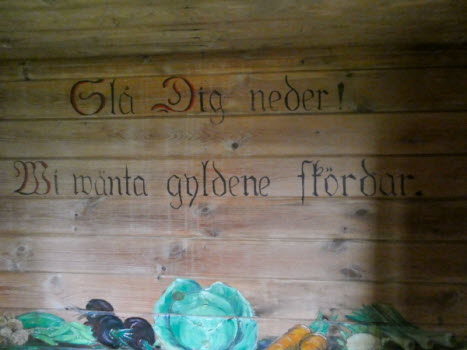 Slå Dig neder!
Wi wänta gyldene skördar.